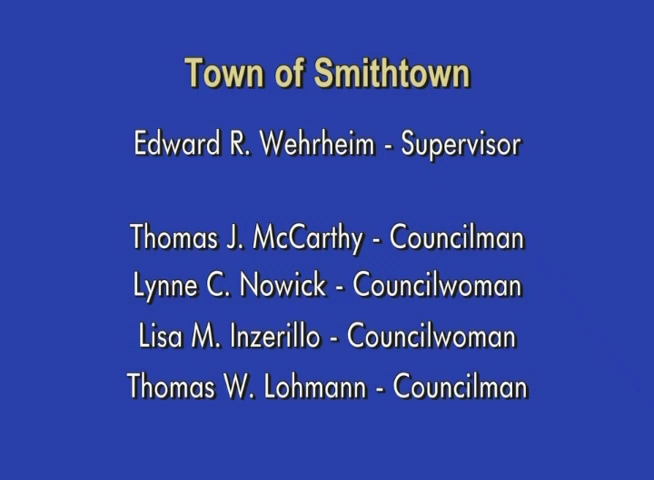 Town of Smithtown
Edward R. Wehrheim - Supervisor
Thomas J. McCarthy - Councilman
Lynne C. Nowick - Councilwoman
Lisa M. Inzerillo - Councilwoman
Thomas W. Lohmann - Councilman